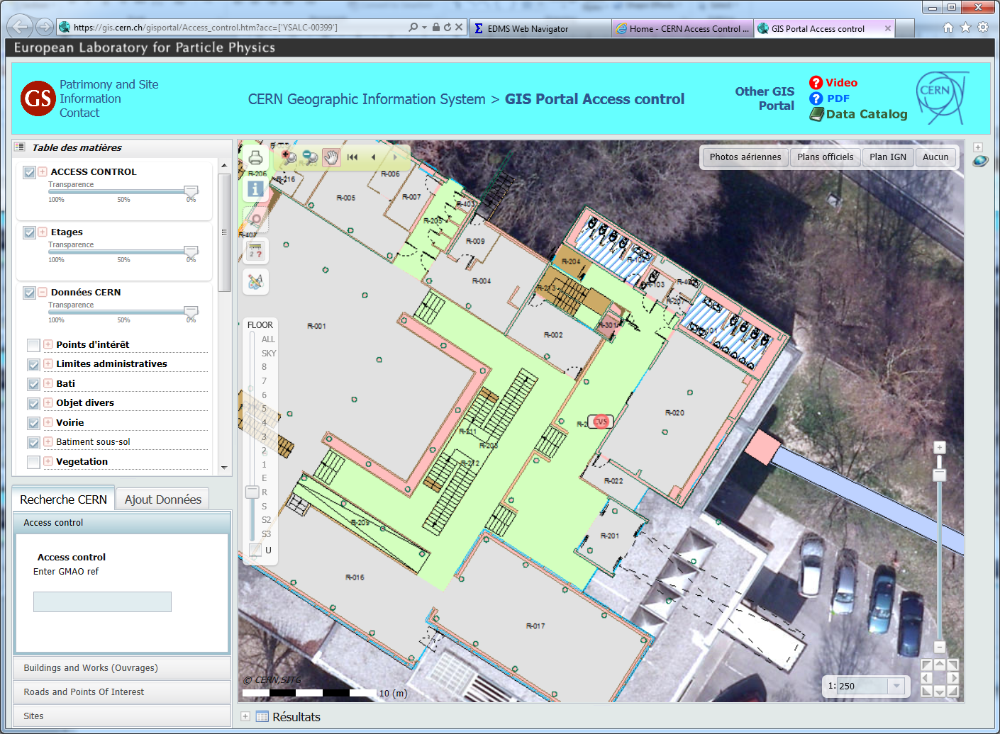 https://gis.cern.ch/gisportal/Access_control.htm?acc=['YSALC-00399']
EDMS Web Navigator
Home - CERN Access Control ...
GIS Portal Access control
European Laboratory for Particle Physics
GS
Patrimony and Site
Information
Contact
CERN Geographic Information System > GIS Portal Access control
Other GIS
Portal
Video
PDF
Data Catalog
CERN
Table des matières
ACCESS CONTROL
Transparence
100% 50% 0%
Etages
Transparence
100% 50% 0%
Données CERN
Transparence
100% 50% 0%
Points d'intérêt
Limites administratives
Bati
Objet divers
Voirie
Batiment sous-sol
Vegetation
Recherche CERN
Ajout Données
Access control
Access control
Enter GMAO ref
Buildings and Works (Ouvrages)
Roads and Points Of Interest
Sites
Photos aériennes
Plans officiels
Plan IGN
Aucun
FLOOR
ALL
SKY
8
7
6
5
4
3
2
1
E
R
S
S2
S3
U
R-206
R-216
R-005
R-006
R-007
R-403
R-205
R-407
R-009
R-004
R-001
R-204
R-213
R-102
R-103
R-207
R-301
R-101
R-002
R-020
CVS
R-211
R-203
R-212
R-022
R-201
R-209
R-016
R-017
© CERN,SITG
10 (m)
1: 250
Résultats